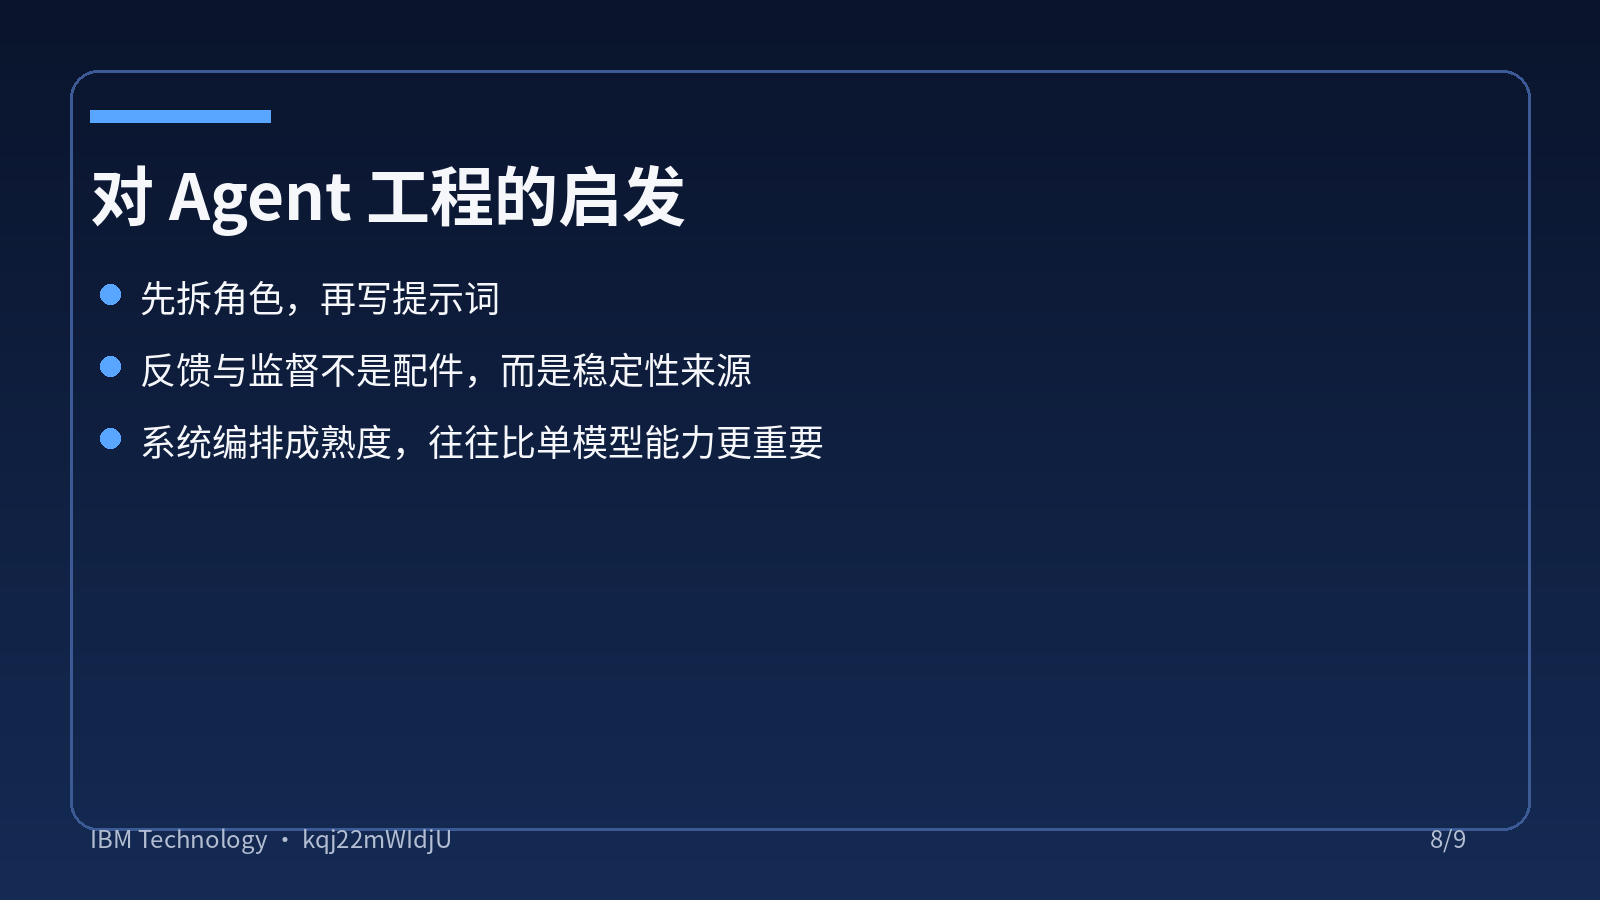 对 Agent 工程的启发
先拆角色，再写提示词
反馈与监督不是配件，而是稳定性来源
系统编排成熟度，往往比单模型能力更重要
IBM Technology · kqj22mWIdjU
8/9